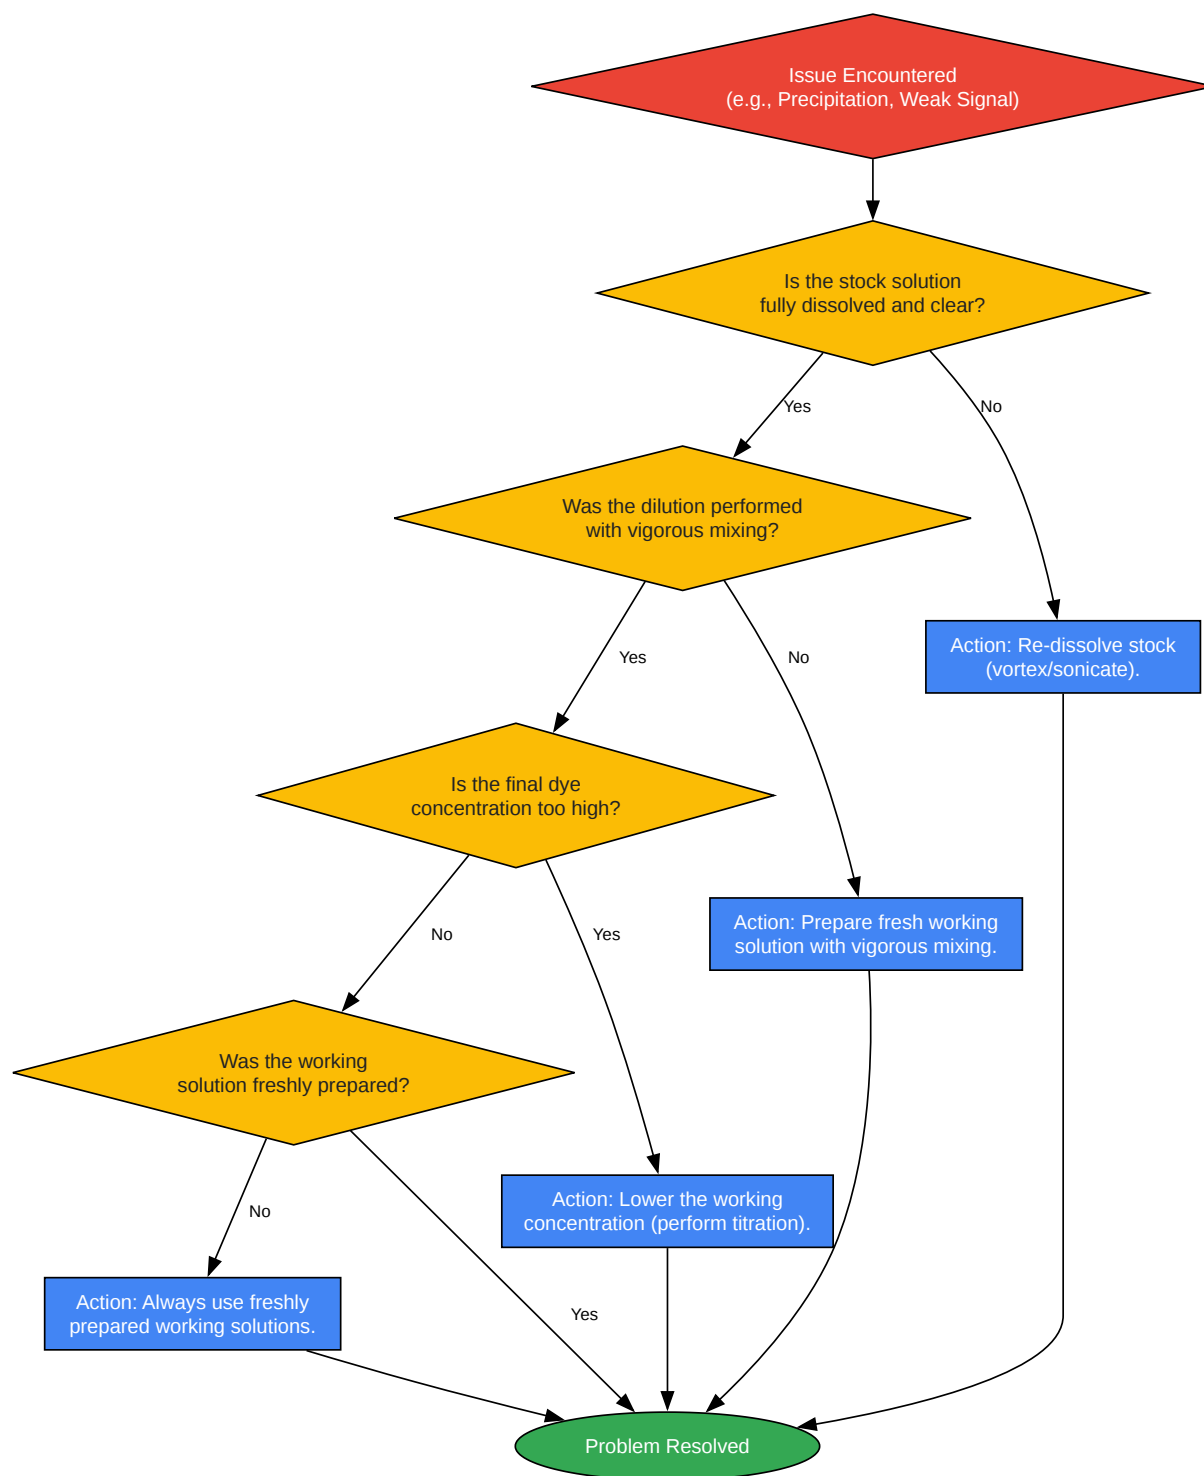 Issue Encountered
(e.g., Precipitation, Weak Signal)
Is the stock solution
fully dissolved and clear?
Yes
No
Was the dilution performed
with vigorous mixing?
Yes
No
Action: Re-dissolve stock
(vortex/sonicate).
Is the final dye
concentration too high?
No
Yes
Action: Prepare fresh working
solution with vigorous mixing.
Was the working
solution freshly prepared?
No
Yes
Action: Lower the working
concentration (perform titration).
Action: Always use freshly
prepared working solutions.
Problem Resolved